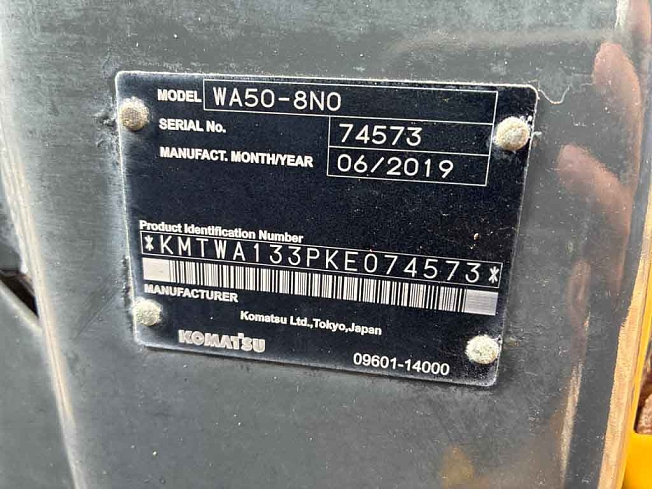 MODEL WA50-8N0
SERIAL No. 74573
MANUFACT. MONTH/YEAR 06/2019
Product Identification Number
*KMTWA133PKE074573*
MANUFACTURER
Komatsu Ltd.,Tokyo,Japan
KOMATSU 09601-14000